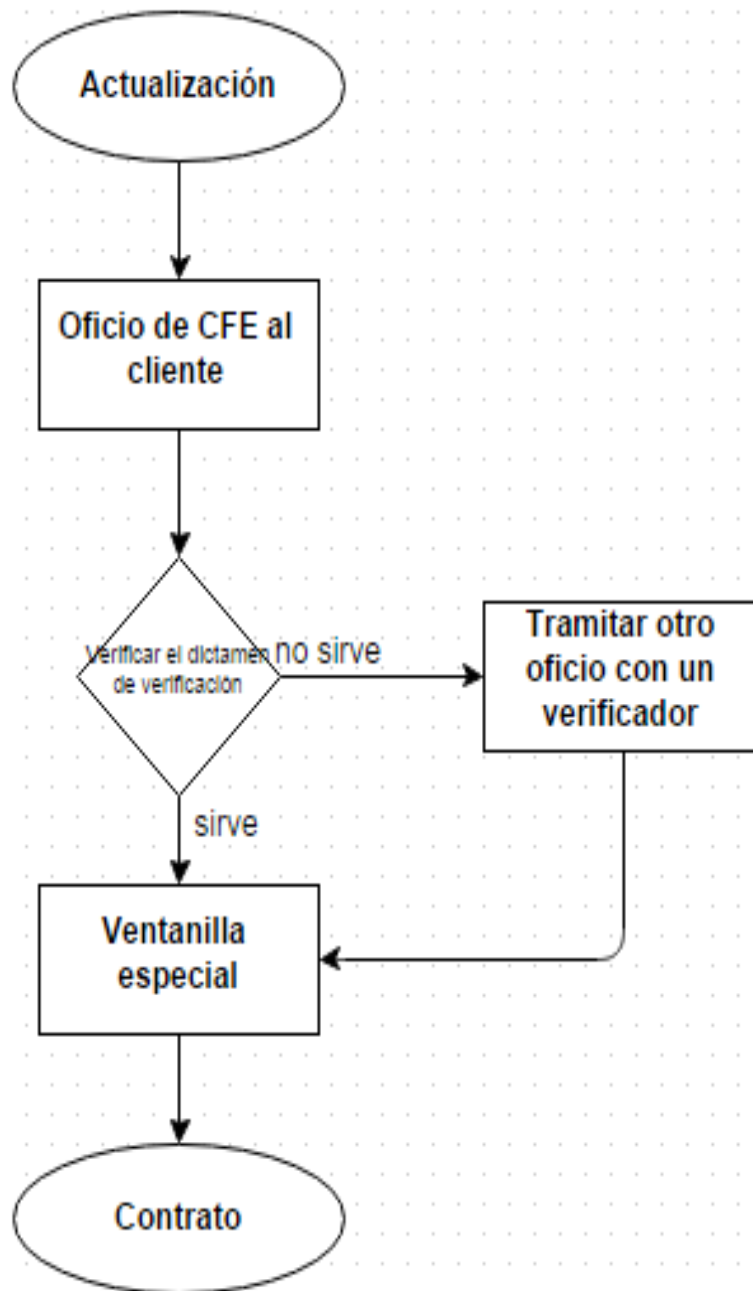 Actualización
Oficio de CFE al
cliente
Verificar el dictamen
de verificación
no sirve
Tramitar otro
oficio con un
verificador
sirve
Ventanilla
especial
Contrato